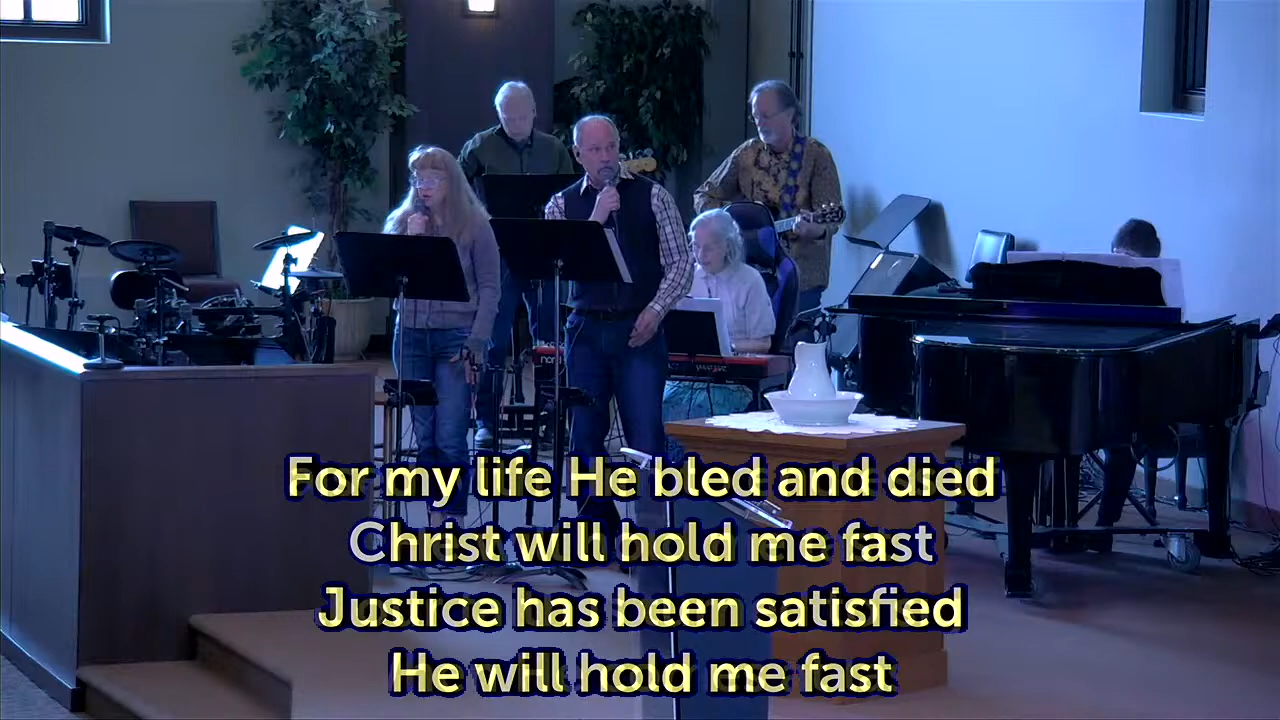 For my life He bled and died
Christ will hold me fast
Justice has been satisfied
He will hold me fast